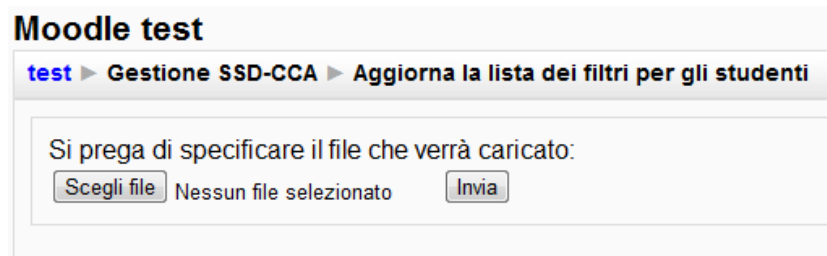 Moodle test
test ► Gestione SSD-CCA ► Aggiorna la lista dei filtri per gli studenti
Si prega di specificare il file che verrà caricato:
Scegli file Nessun file selezionato Invia